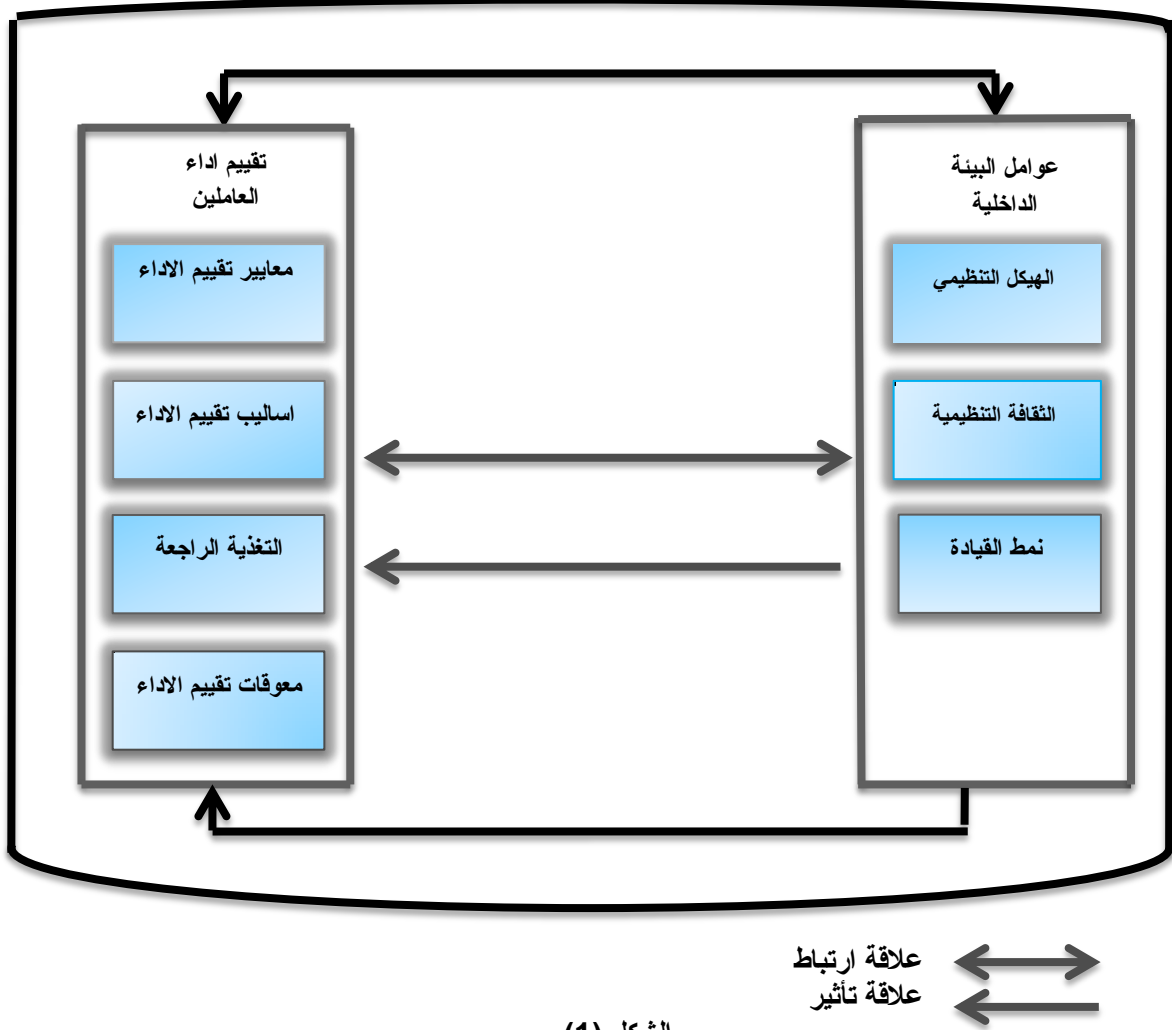 عوامل البيئة
الداخلية
الهيكل التنظيمي
الثقافة التنظيمية
نمط القيادة
تقييم اداء
العاملين
معايير تقييم الاداء
اساليب تقييم الاداء
التغذية الراجعة
معوقات تقييم الاداء
علاقة ارتباط
علاقة تأثير
الشكل (1)